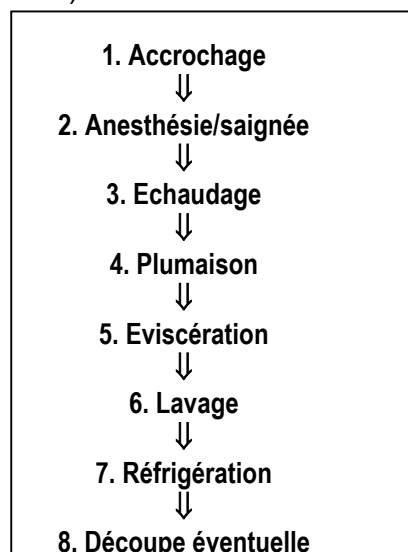 1. Accrochage
⇓
2. Anesthésie/saignée
⇓
3. Echaudage
⇓
4. Plumaison
⇓
5. Eviscération
⇓
6. Lavage
⇓
7. Réfrigération
⇓
8. Découpe éventuelle